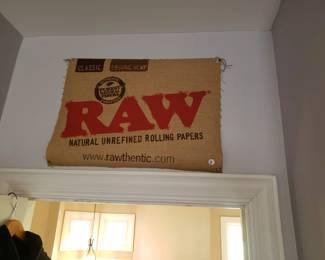 CLASSIC ORGANIC HEMP
RAW
NATURAL UNREFINED ROLLING PAPERS
www.rawthentic.com